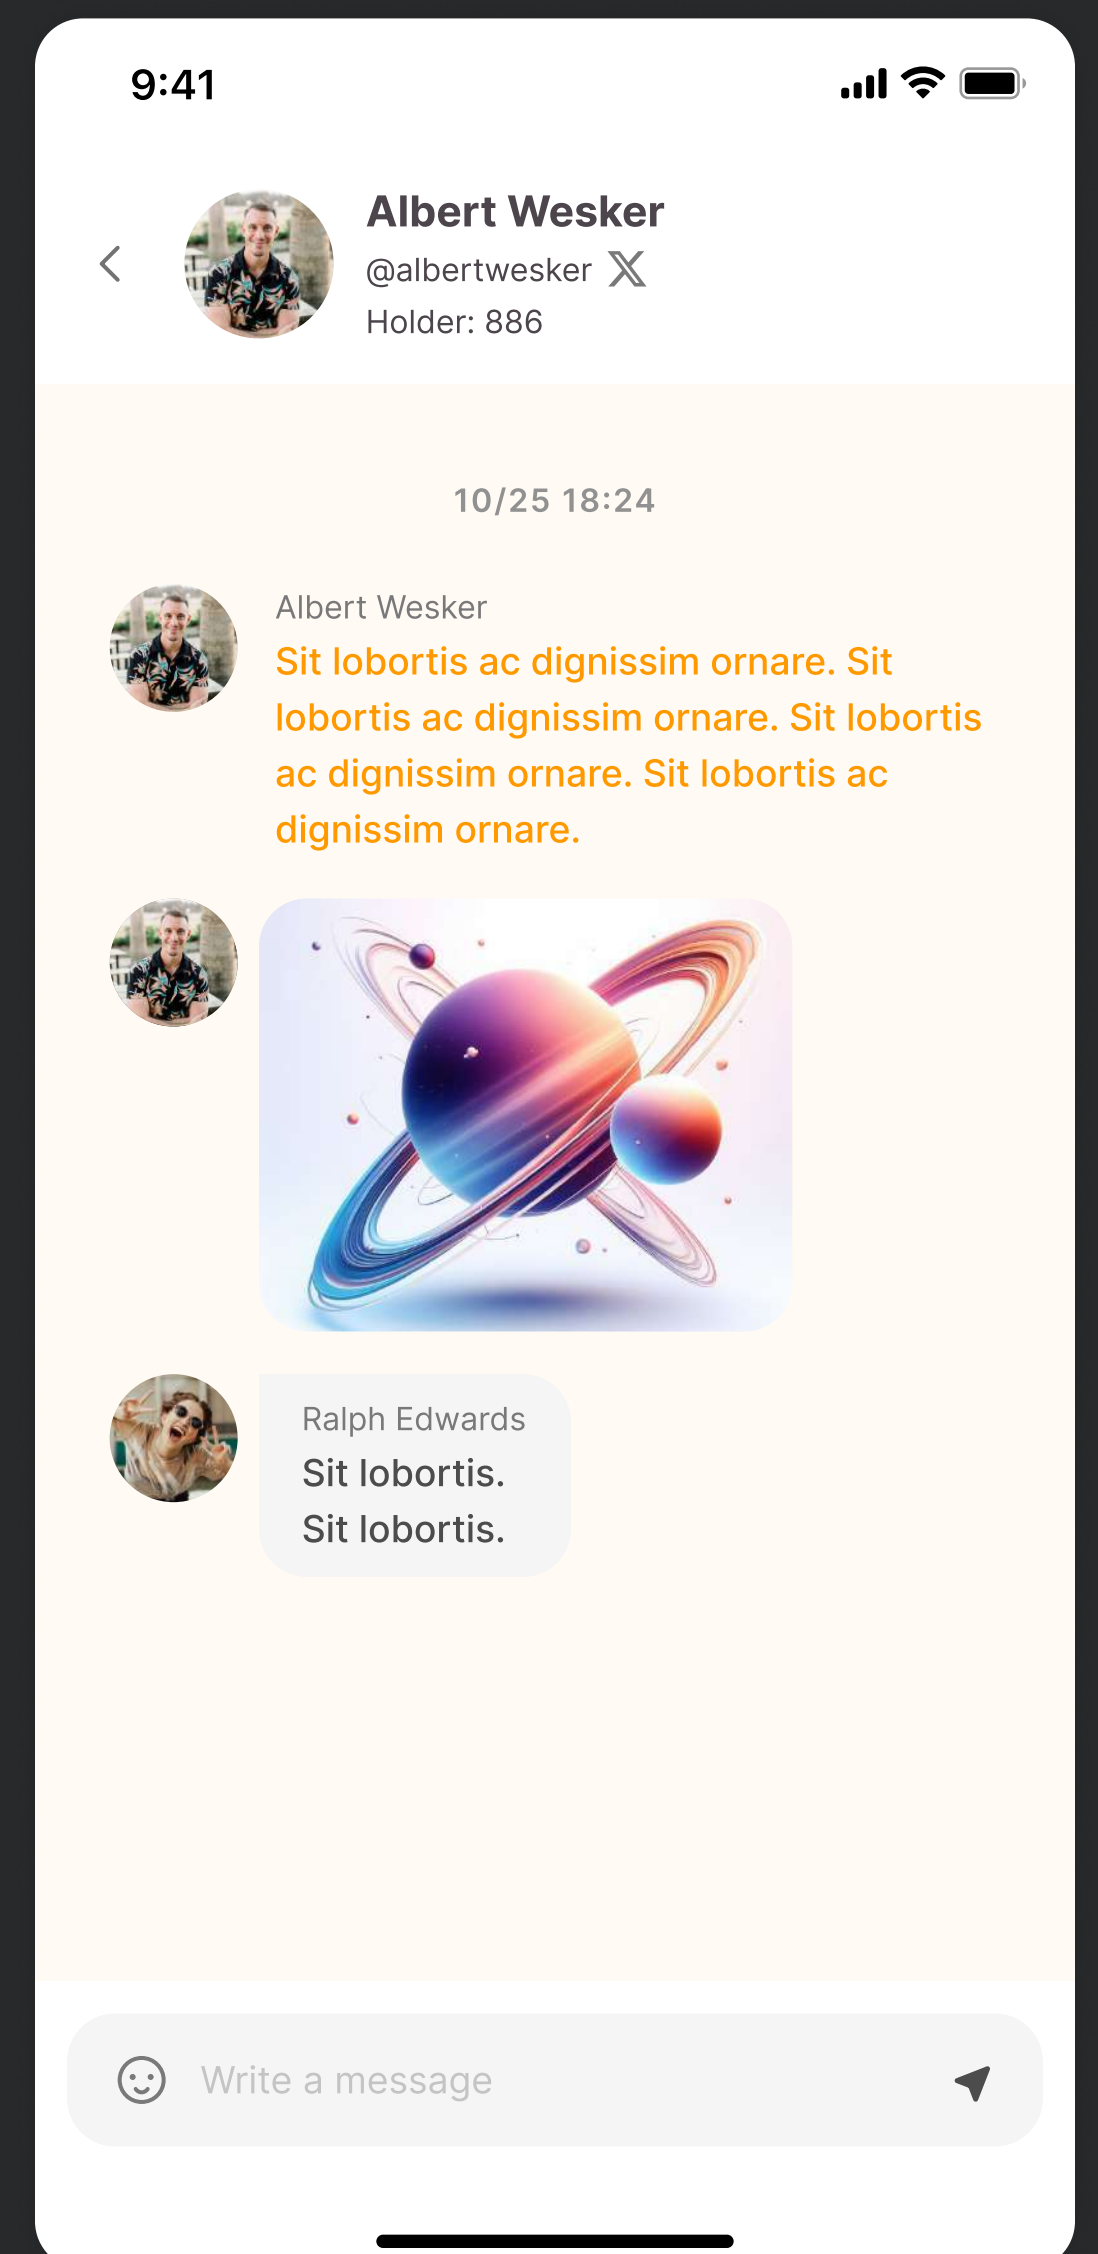 9:41
Albert Wesker
@albertwesker
Holder: 886
10/25 18:24
Albert Wesker
Sit lobortis ac dignissim ornare. Sit
lobortis ac dignissim ornare. Sit lobortis
ac dignissim ornare. Sit lobortis ac
dignissim ornare.
Ralph Edwards
Sit lobortis.
Sit lobortis.
Write a message